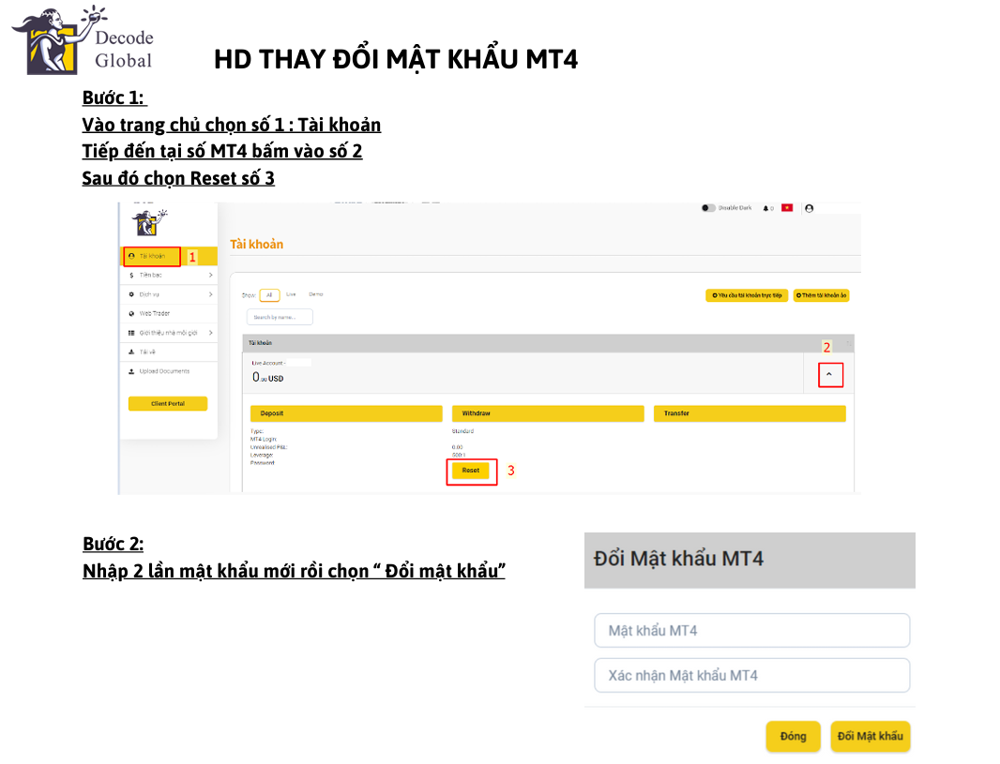 Decode
Global
HD THAY ĐỔI MẬT KHẨU MT4
Bước 1:
Vào trang chủ chọn số 1 : Tài khoản
Tiếp đến tại số MT4 bấm vào số 2
Sau đó chọn Reset số 3
Disable Dark
0
Tài khoản
1
Tiền bạc
Dịch vụ
Web Trader
Giới thiệu nhà môi giới
Tải về
Upload Documents
Client Portal
Tài khoản
Show:
All
Live
Demo
Yêu cầu tài khoản trực tiếp
Thêm tài khoản ảo
Search by name...
Tài khoản
2
Live Account -
0.00 USD
Deposit
Withdraw
Transfer
Type:
Standard
MT4 Login:
Unrealised P&L:
0.00
Leverage:
500:1
Password:
Reset
3
Bước 2:
Nhập 2 lần mật khẩu mới rồi chọn “ Đổi mật khẩu”
Đổi Mật khẩu MT4
Mật khẩu MT4
Xác nhận Mật khẩu MT4
Đóng
Đổi Mật khẩu